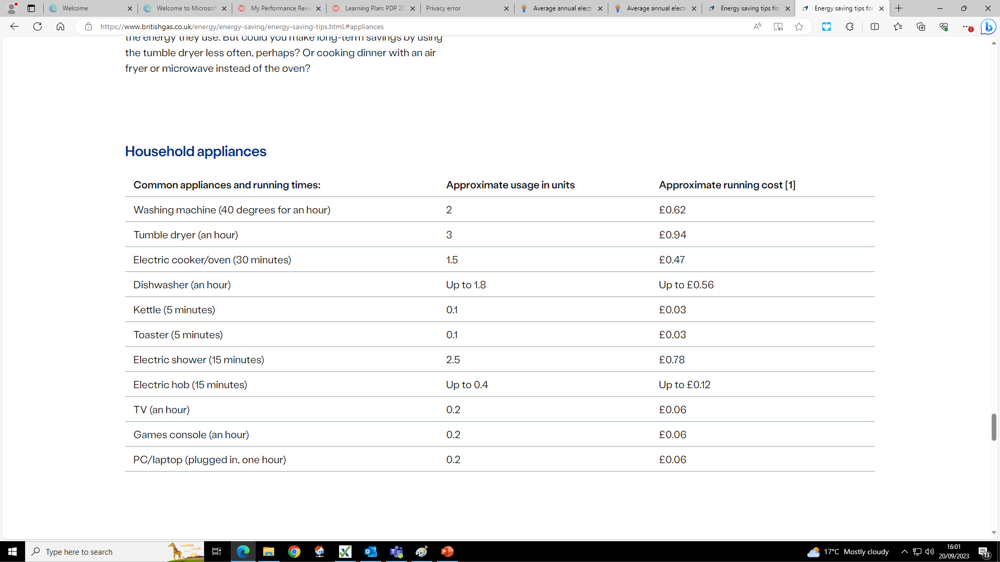 Welcome
Welcome to Microsoft
My Performance Revie
Learning Plan: PDP 20
Privacy error
Average annual electr
Average annual electr
Energy saving tips for
Energy saving tips for
https://www.britishgas.co.uk/energy/energy-saving/energy-saving-tips.htmL#appliances
the energy they use. But could you make long-term savings by using
the tumble dryer less often, perhaps? Or cooking dinner with an air
fryer or microwave instead of the oven?
Household appliances
Common appliances and running times: Approximate usage in units Approximate running cost [1]
Washing machine (40 degrees for an hour) 2 £0.62
Tumble dryer (an hour) 3 £0.94
Electric cooker/oven (30 minutes) 1.5 £0.47
Dishwasher (an hour) Up to 1.8 Up to £0.56
Kettle (5 minutes) 0.1 £0.03
Toaster (5 minutes) 0.1 £0.03
Electric shower (15 minutes) 2.5 £0.78
Electric hob (15 minutes) Up to 0.4 Up to £0.12
TV (an hour) 0.2 £0.06
Games console (an hour) 0.2 £0.06
PC/laptop (plugged in, one hour) 0.2 £0.06
Type here to search
17°C Mostly cloudy
16:01
20/09/2023
13